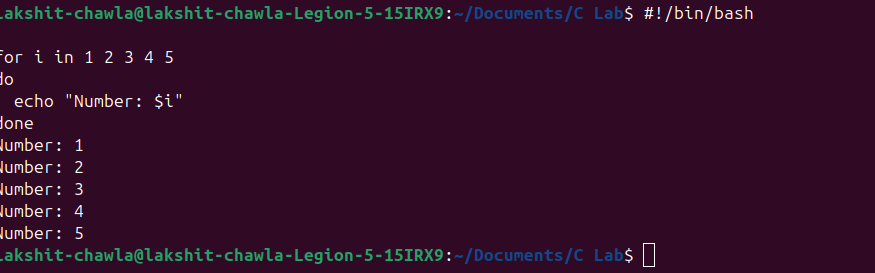 lakshit-chawla@lakshit-chawla-Legion-5-15IRX9:~/Documents/C Lab$ #!/bin/bash
for i in 1 2 3 4 5
do
echo "Number: $i"
done
Number: 1
Number: 2
Number: 3
Number: 4
Number: 5
lakshit-chawla@lakshit-chawla-Legion-5-15IRX9:~/Documents/C Lab$